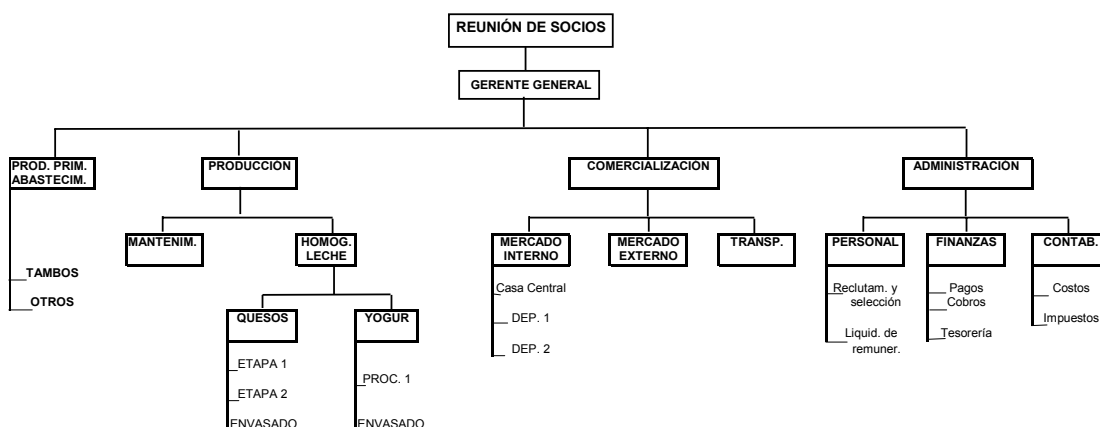 REUNIÓN DE SOCIOS
GERENTE GENERAL
PROD. PRIM.
ABASTECIM.
PRODUCCIÓN
COMERCIALIZACIÓN
ADMINISTRACIÓN
MANTENIM.
HOMOG.
LECHE
MERCADO
INTERNO
MERCADO
EXTERNO
TRANSP.
PERSONAL
FINANZAS
CONTAB.
TAMBOS
OTROS
QUESOS
YOGUR
ETAPA 1
ETAPA 2
ENVASADO
PROC. 1
ENVASADO
Casa Central
DEP. 1
DEP. 2
Reclutam. y
selección
Liquid. de
remuner.
Pagos
Cobros
Tesorería
Costos
Impuestos